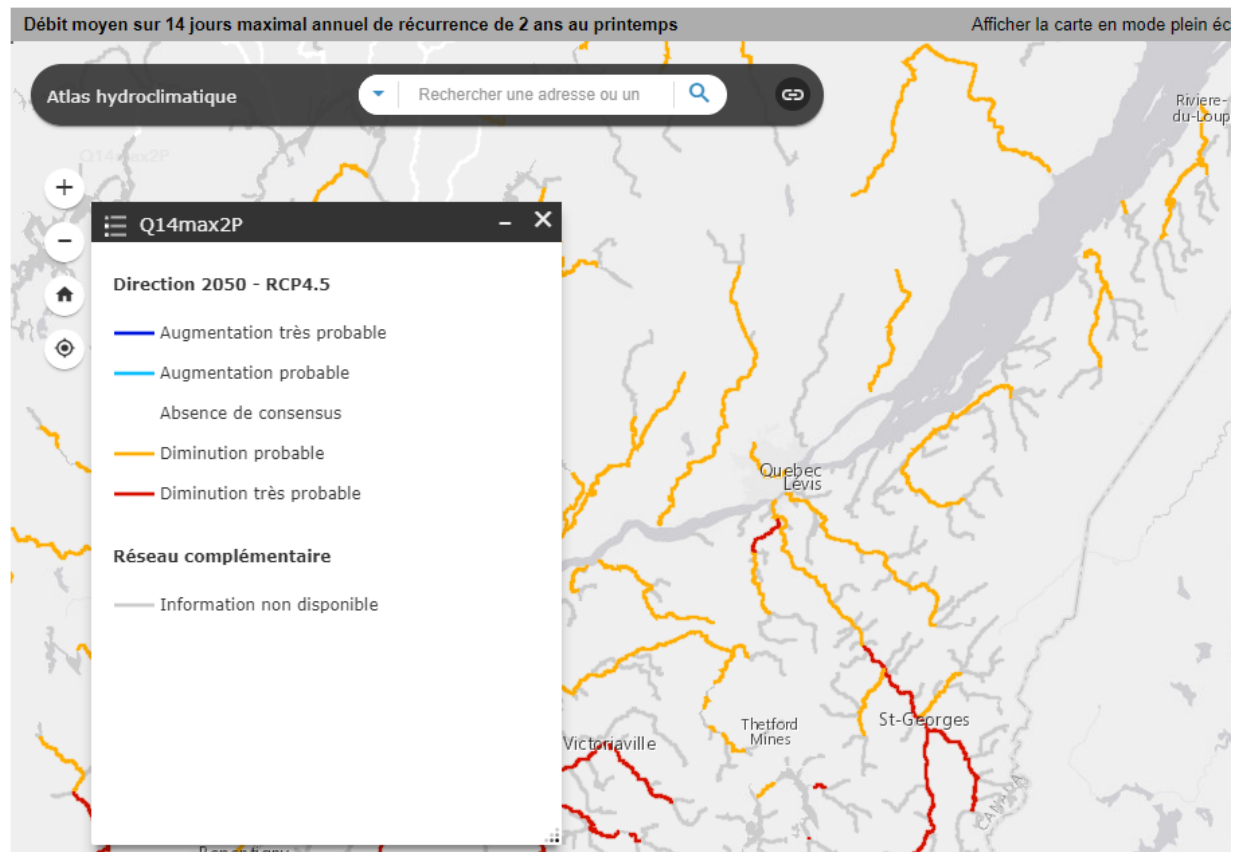 Débit moyen sur 14 jours maximal annuel de récurrence de 2 ans au printemps
Afficher la carte en mode plein éc
Atlas hydroclimatique
Rechercher une adresse ou un
Riviere-
du-Loup
Q14max2P
Q14max2P
Direction 2050 - RCP4.5
Augmentation très probable
Augmentation probable
Absence de consensus
Diminution probable
Diminution très probable
Réseau complémentaire
Information non disponible
Quebec
Lévis
Thetford
Mines
St-Georges
Victoriaville
CANADA